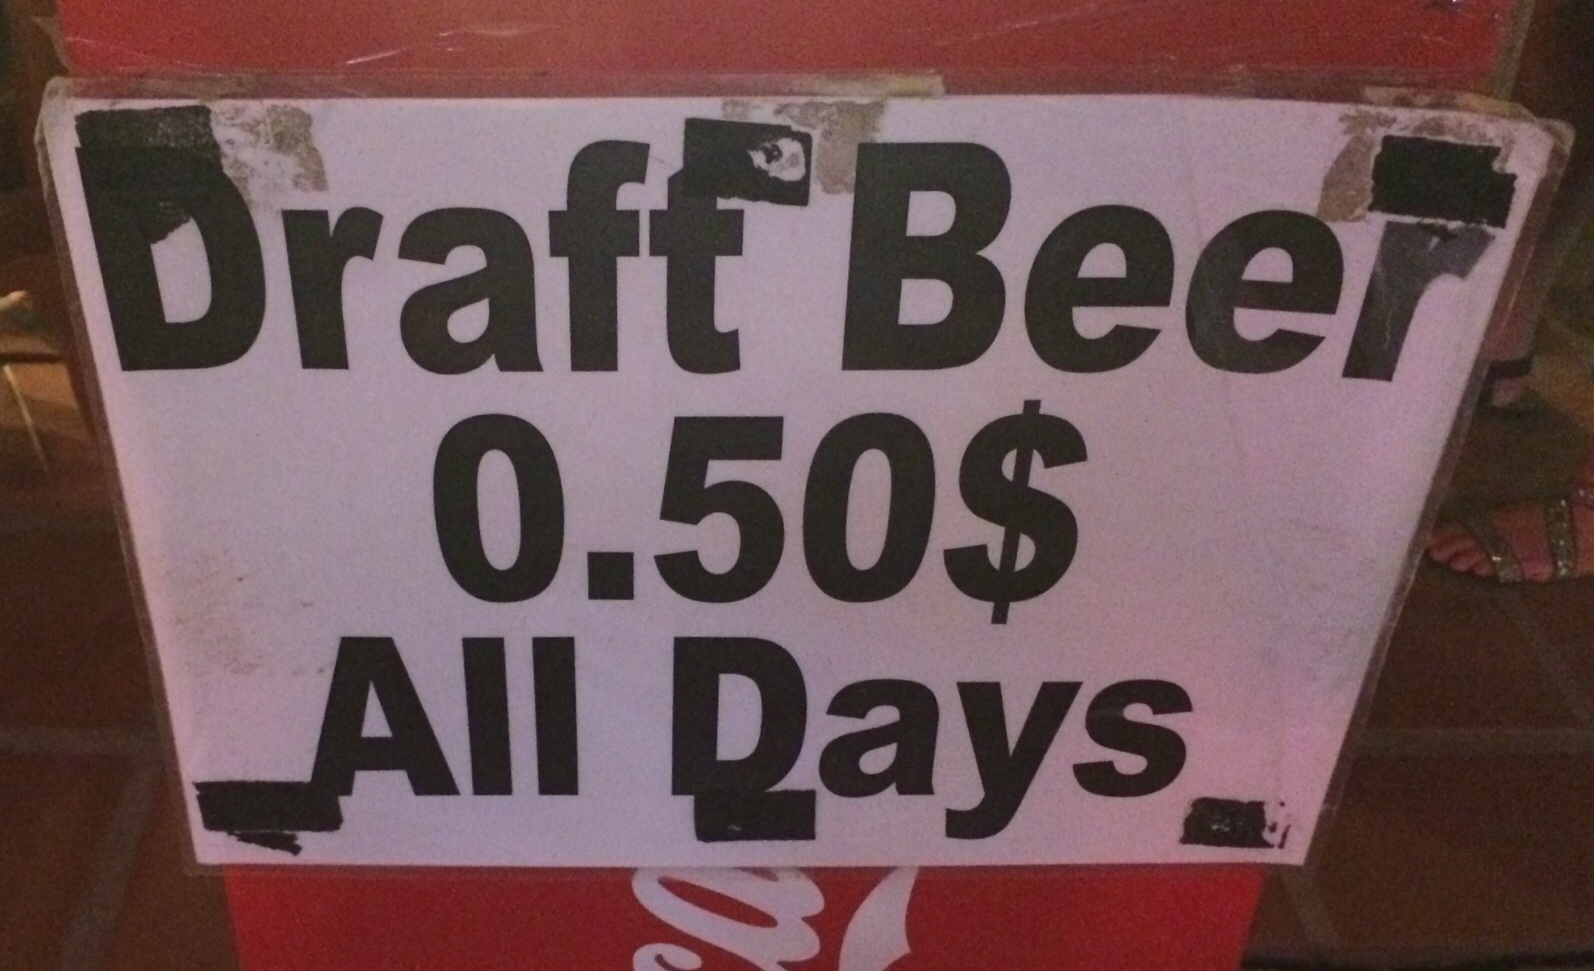 Draft Beer
0.50$
All Days